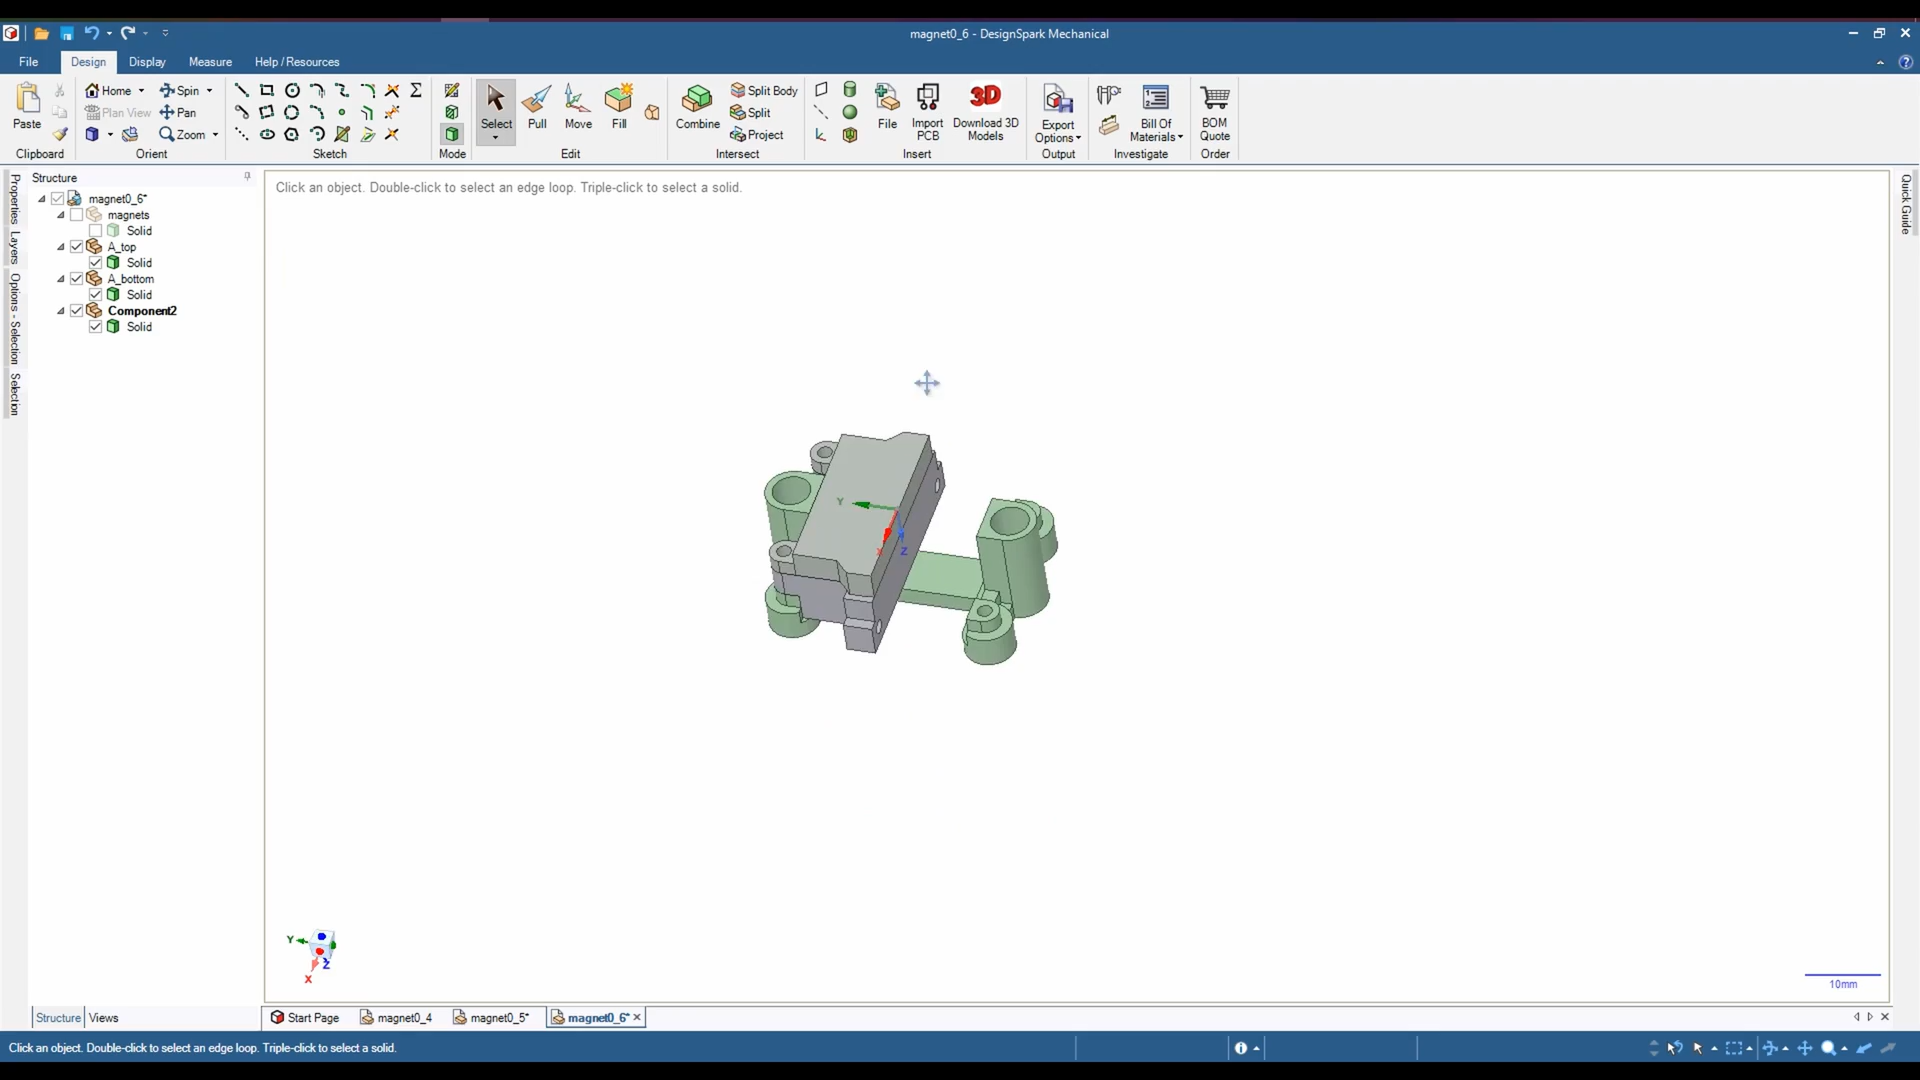 magnet0_6 - DesignSpark Mechanical
File Design Display Measure Help / Resources
Paste
Clipboard
Home Spin
Plan View Pan
Zoom
Orient
Sketch
Mode
Select Pull Move Fill
Edit
Combine
Split Body
Split
Project
Intersect
File Import PCB Download 3D Models
3D
Insert
Export Options
Output
Bill Of Materials
Investigate
BOM Quote
Order
Structure
Properties
Layers
Options - Selection
Selection
magnet0_6*
magnets
Solid
A_top
Solid
A_bottom
Solid
Component2
Solid
Click an object. Double-click to select an edge loop. Triple-click to select a solid.
Quick Guide
Y
X
Z
Y
Z
X
10mm
Structure Views
Start Page magnet0_4 magnet0_5* magnet0_6*
Click an object. Double-click to select an edge loop. Triple-click to select a solid.